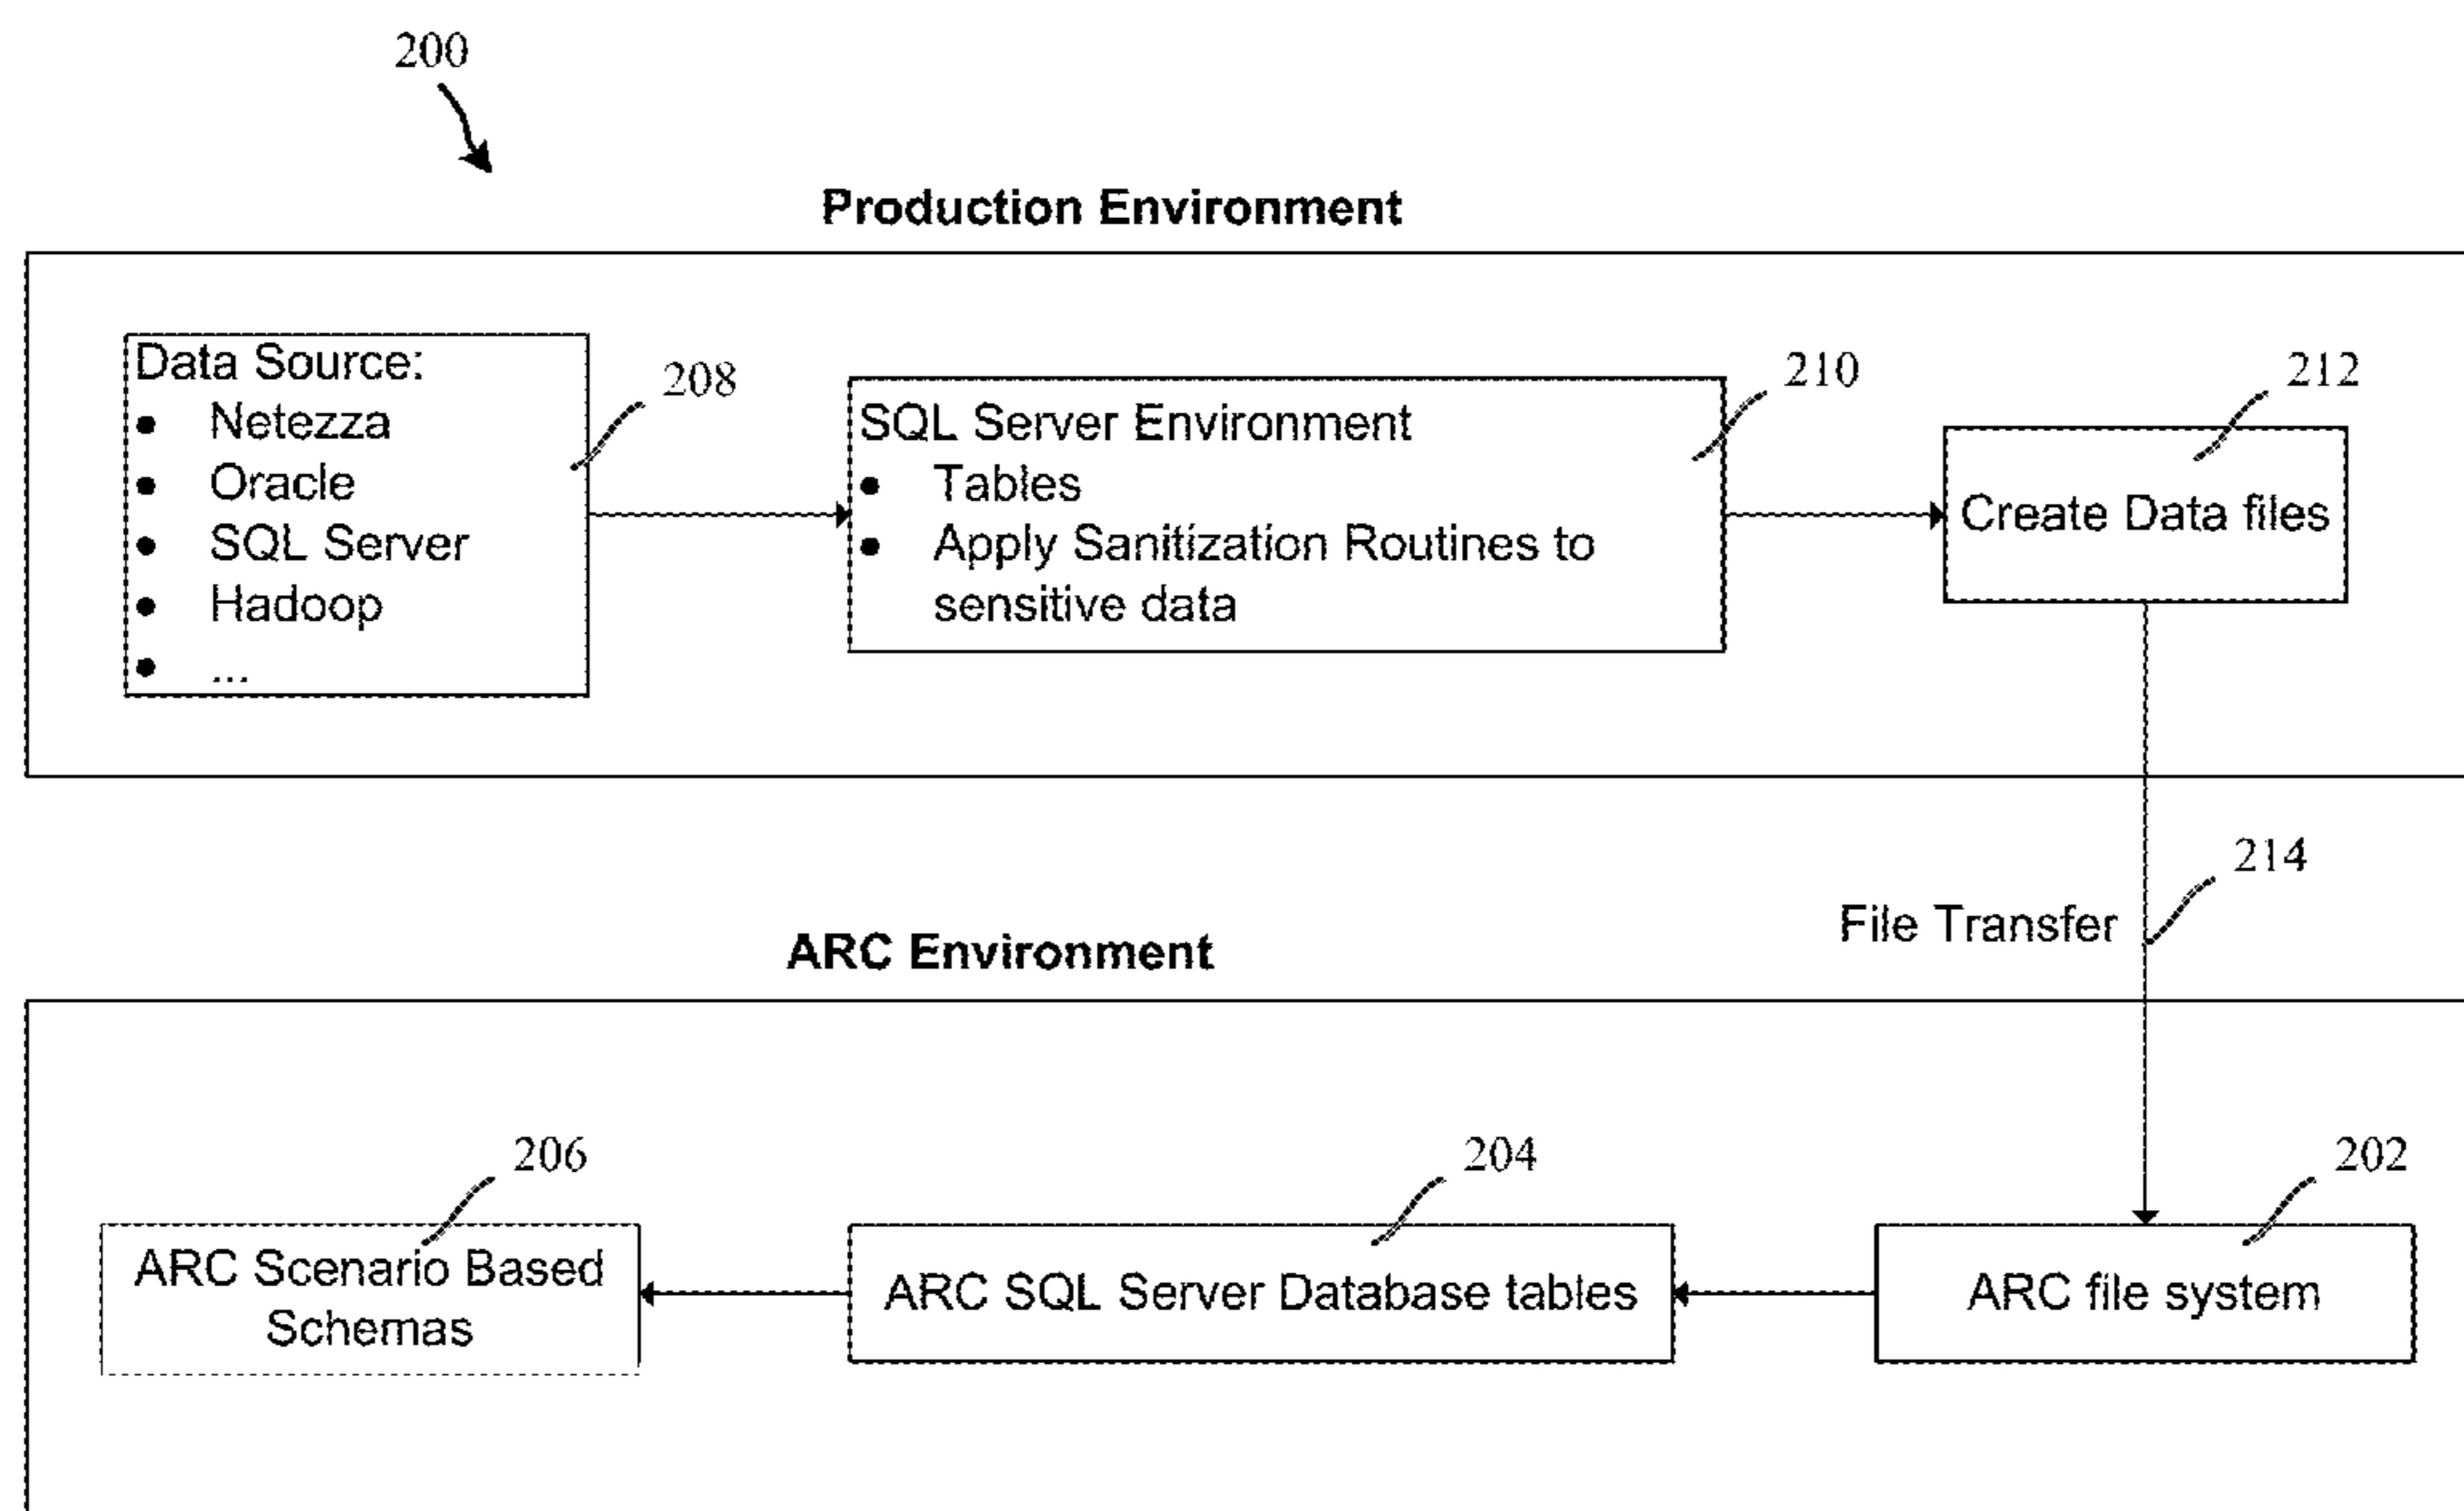 200
Production Environment
Data Source:
• Netezza
• Oracle
• SQL Server
• Hadoop
• ...
208
SQL Server Environment
• Tables
• Apply Sanitization Routines to
sensitive data
210
Create Data files
212
File Transfer
214
ARC Environment
ARC Scenario Based
Schemas
206
ARC SQL Server Database tables
204
ARC file system
202